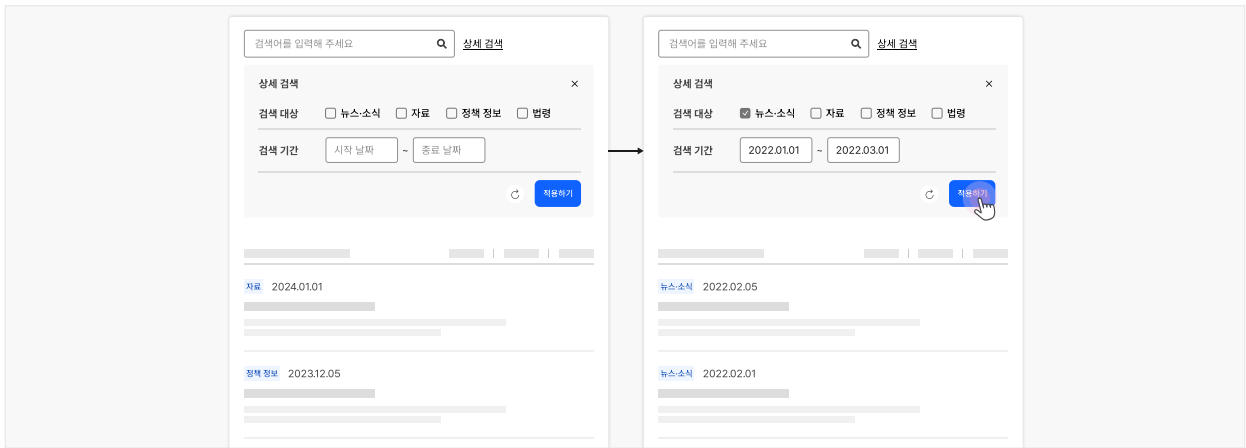 검색어를 입력해 주세요 상세 검색
상세 검색
검색 대상 뉴스·소식 자료 정책 정보 법령
검색 기간 시작 날짜 ~ 종료 날짜
적용하기
자료 2024.01.01
정책 정보 2023.12.05
검색어를 입력해 주세요 상세 검색
상세 검색
검색 대상 뉴스·소식 자료 정책 정보 법령
검색 기간 2022.01.01 ~ 2022.03.01
적용하기
뉴스·소식 2022.02.05
뉴스·소식 2022.02.01